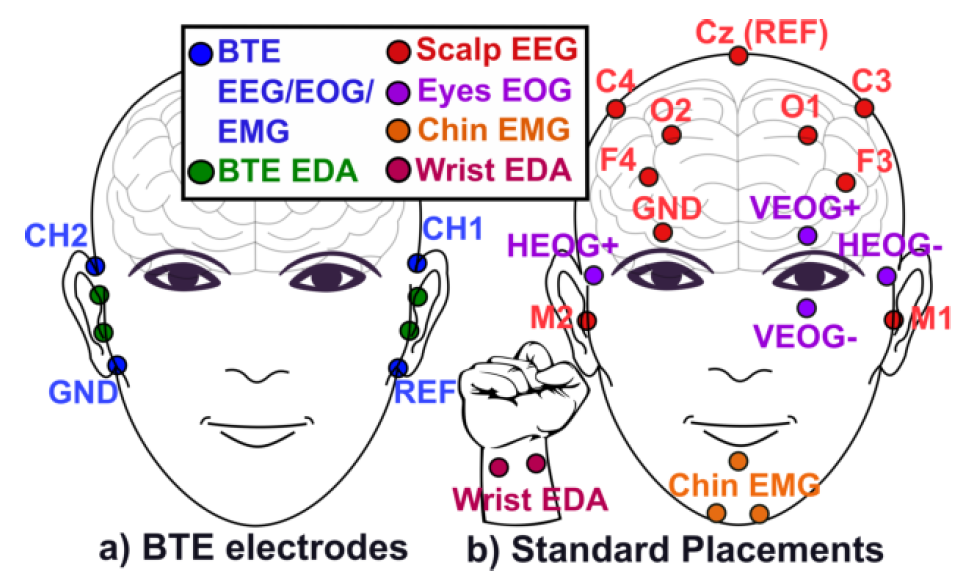 BTE
EEG/EOG/
EMG
BTE EDA
Scalp EEG
Eyes EOG
Chin EMG
Wrist EDA
CH2
CH1
GND
REF
a) BTE electrodes
Cz (REF)
C4
C3
O2
O1
F4
F3
GND
VEOG+
HEOG+
HEOG-
M2
M1
VEOG-
Chin EMG
Wrist EDA
b) Standard Placements